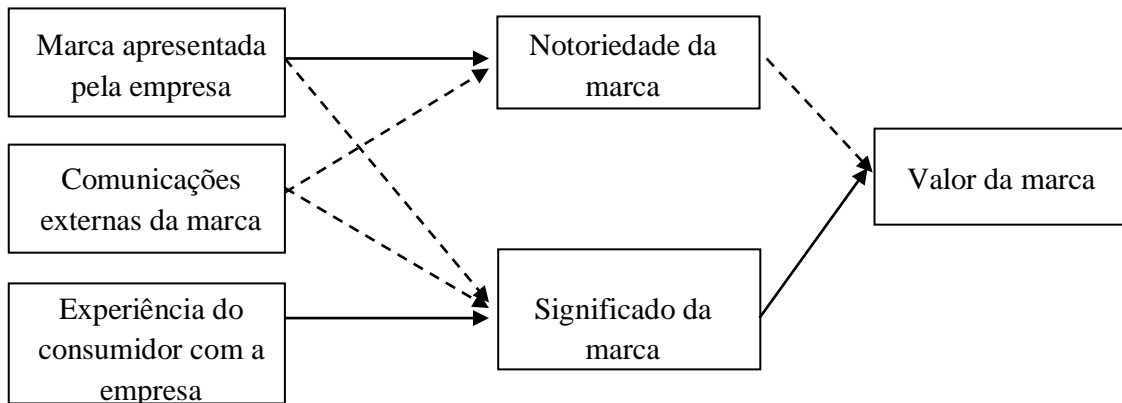 Marca apresentada
pela empresa
Notoriedade da
marca
Comunicações
externas da marca
Valor da marca
Experiência do
consumidor com a
empresa
Significado da
marca